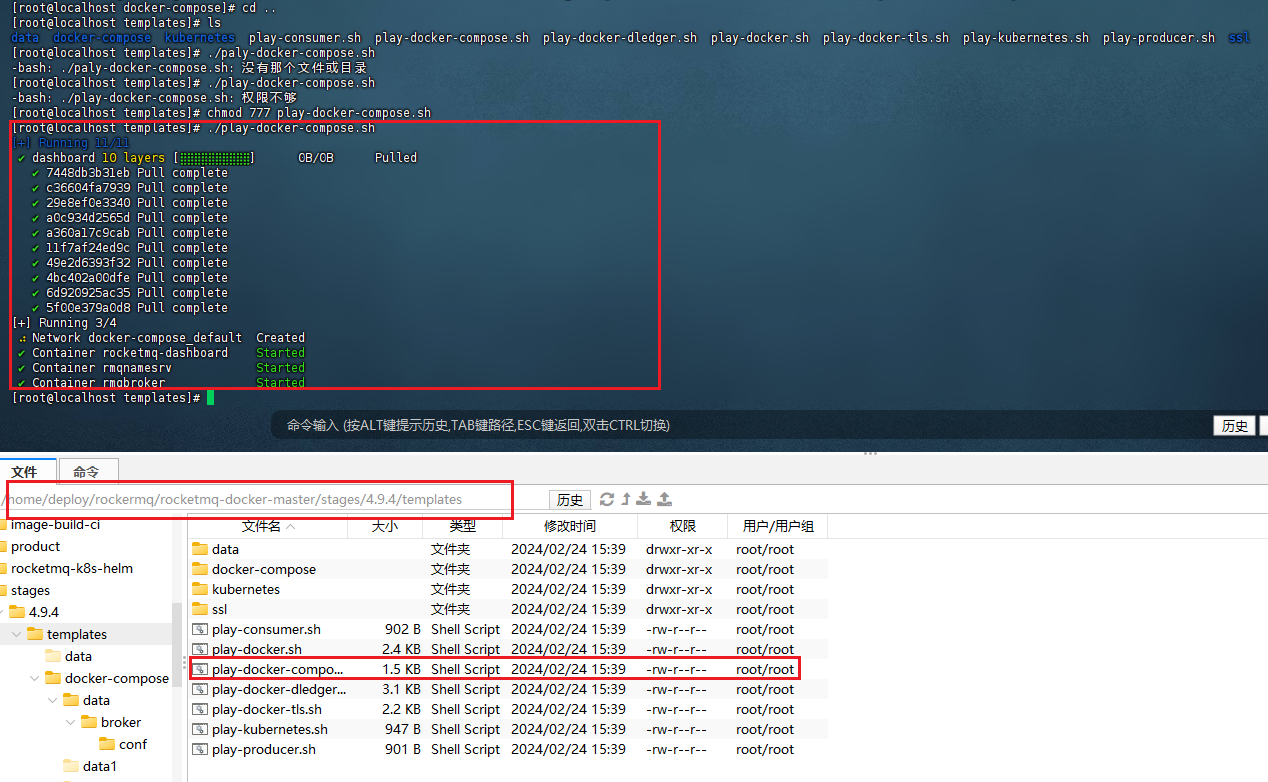 [root@localhost docker-compose]# cd ..
[root@localhost templates]# ls
data docker-compose kubernetes play-consumer.sh play-docker-compose.sh play-docker-dledger.sh play-docker.sh play-docker-tls.sh play-kubernetes.sh play-producer.sh ssl
[root@localhost templates]# ./paly-docker-compose.sh
-bash: ./paly-docker-compose.sh: 没有那个文件或目录
[root@localhost templates]# ./play-docker-compose.sh
-bash: ./play-docker-compose.sh: 权限不够
[root@localhost templates]# chmod 777 play-docker-compose.sh
[root@localhost templates]# ./play-docker-compose.sh
[+] Running 11/11
✔ dashboard 10 layers [⣿⣿⣿⣿⣿⣿⣿⣿⣿⣿] 0B/0B Pulled
✔ 7448db3b31eb Pull complete
✔ c36604fa7939 Pull complete
✔ 29e8ef0e3340 Pull complete
✔ a0c934d2565d Pull complete
✔ a360a17c9cab Pull complete
✔ 11f7af24ed9c Pull complete
✔ 49e2d6393f32 Pull complete
✔ 4bc402a00dfe Pull complete
✔ 6d920925ac35 Pull complete
✔ 5f00e379a0d8 Pull complete
[+] Running 3/4
Network docker-compose_default Created
✔ Container rocketmq-dashboard Started
✔ Container rmqnamesrv Started
✔ Container rmqbroker Started
[root@localhost templates]#
命令输入 (按ALT键提示历史,TAB键路径,ESC键返回,双击CTRL切换) 历史
文件 命令
/home/deploy/rockermq/rocketmq-docker-master/stages/4.9.4/templates 历史
image-build-ci
product
rocketmq-k8s-helm
stages
4.9.4
templates
data
docker-compose
data
broker
conf
data1
文件名 大小 类型 修改时间 权限 用户/用户组
data 文件夹 2024/02/24 15:39 drwxr-xr-x root/root
docker-compose 文件夹 2024/02/24 15:39 drwxr-xr-x root/root
kubernetes 文件夹 2024/02/24 15:39 drwxr-xr-x root/root
ssl 文件夹 2024/02/24 15:39 drwxr-xr-x root/root
play-consumer.sh 902 B Shell Script 2024/02/24 15:39 -rw-r--r-- root/root
play-docker.sh 2.4 KB Shell Script 2024/02/24 15:39 -rw-r--r-- root/root
play-docker-compo... 1.5 KB Shell Script 2024/02/24 15:39 -rw-r--r-- root/root
play-docker-dledger... 3.1 KB Shell Script 2024/02/24 15:39 -rw-r--r-- root/root
play-docker-tls.sh 2.2 KB Shell Script 2024/02/24 15:39 -rw-r--r-- root/root
play-kubernetes.sh 947 B Shell Script 2024/02/24 15:39 -rw-r--r-- root/root
play-producer.sh 901 B Shell Script 2024/02/24 15:39 -rw-r--r-- root/root